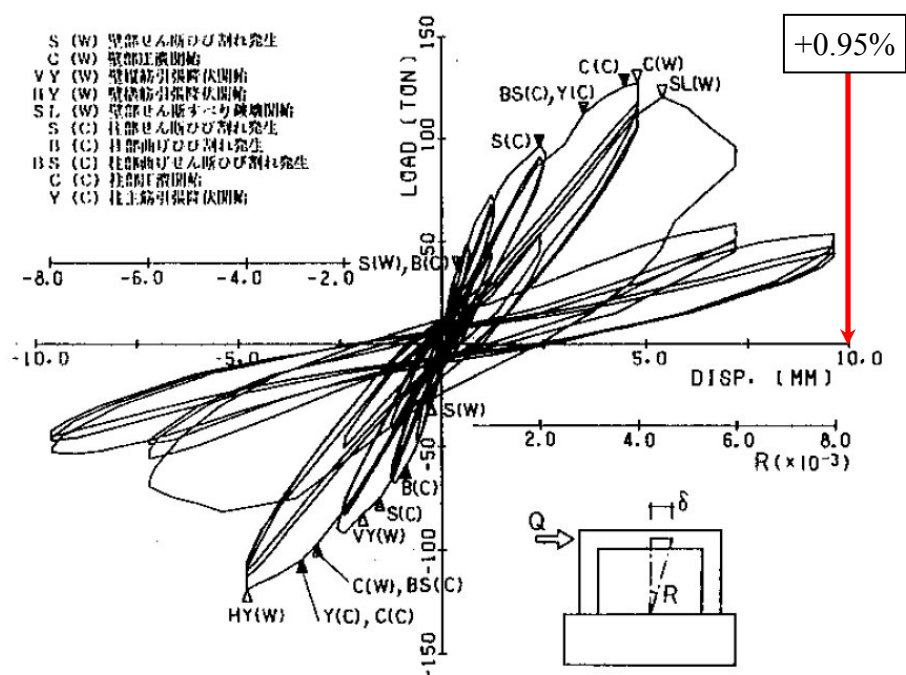 S (W) 壁部せん断ひび割れ発生
C (W) 壁部圧潰開始
VY (W) 壁縦筋引張降伏開始
HY (W) 壁横筋引張降伏開始
SL (W) 壁部せん断すべり破壊開始
S (C) 柱部せん断ひび割れ発生
B (C) 柱部曲げひび割れ発生
BS (C) 柱部曲げせん断ひび割れ発生
C (C) 柱部圧潰開始
Y (C) 柱主筋引張降伏開始
+0.95%
LOAD (TON)
150
100
50
-50
-100
-150
C(C)
C(W)
BS(C),Y(C)
SL(W)
S(C)
S(W),B(C)
-8.0
-6.0
-4.0
-2.0
-10.0
-5.0
5.0
10.0
DISP. (MM)
S(W)
2.0
4.0
6.0
8.0
R(×10⁻³)
B(C)
S(C)
VY(W)
C(W),BS(C)
Y(C),C(C)
HY(W)
Q
δ
R